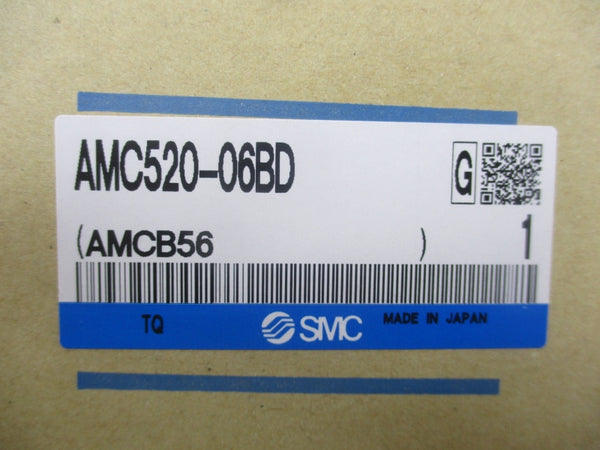 AMC520-06BD G
(AMCB56 ) 1
TQ SMC MADE IN JAPAN